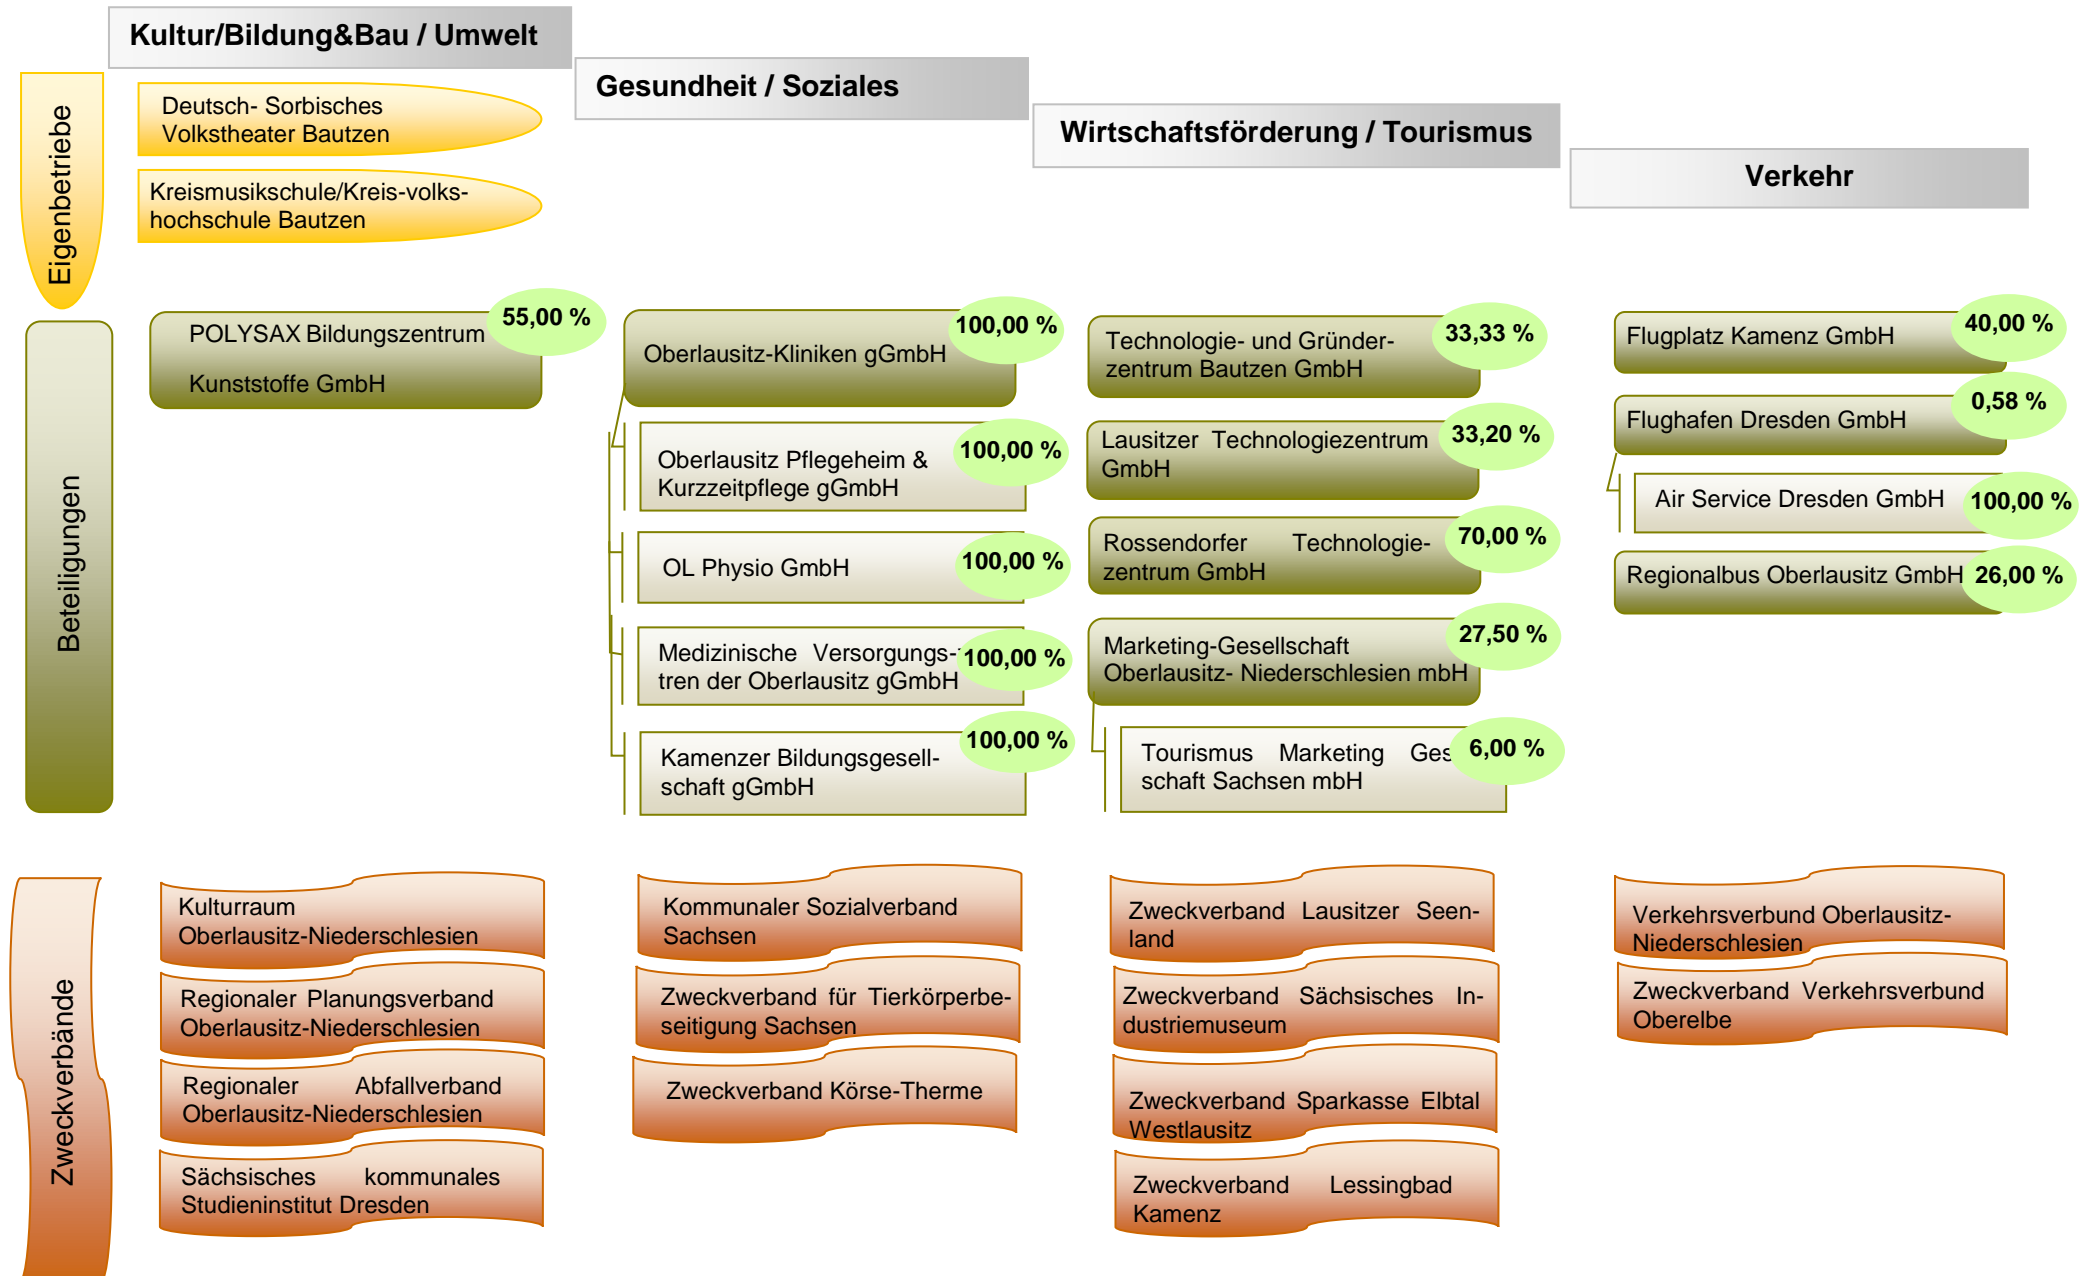 Kultur/Bildung&Bau / Umwelt
Gesundheit / Soziales
Wirtschaftsförderung / Tourismus
Verkehr
Eigenbetriebe
Deutsch- Sorbisches
Volkstheater Bautzen
Kreismusikschule/Kreis-volks-
hochschule Bautzen
Beteiligungen
POLYSAX Bildungszentrum
Kunststoffe GmbH
55,00 %
Oberlausitz-Kliniken gGmbH
100,00 %
Oberlausitz Pflegeheim &
Kurzzeitpflege gGmbH
100,00 %
OL Physio GmbH
100,00 %
Medizinische Versorgungs-
tren der Oberlausitz gGmbH
100,00 %
Kamenzer Bildungsgesell-
schaft gGmbH
100,00 %
Technologie- und Gründer-
zentrum Bautzen GmbH
33,33 %
Lausitzer Technologiezentrum
GmbH
33,20 %
Rossendorfer Technologie-
zentrum GmbH
70,00 %
Marketing-Gesellschaft
Oberlausitz- Niederschlesien mbH
27,50 %
Tourismus Marketing Ges
schaft Sachsen mbH
6,00 %
Flugplatz Kamenz GmbH
40,00 %
Flughafen Dresden GmbH
0,58 %
Air Service Dresden GmbH
100,00 %
Regionalbus Oberlausitz GmbH
26,00 %
Zweckverbände
Kulturraum
Oberlausitz-Niederschlesien
Regionaler Planungsverband
Oberlausitz-Niederschlesien
Regionaler Abfallverband
Oberlausitz-Niederschlesien
Sächsisches kommunales
Studieninstitut Dresden
Kommunaler Sozialverband
Sachsen
Zweckverband für Tierkörperbe-
seitigung Sachsen
Zweckverband Körse-Therme
Zweckverband Lausitzer Seen-
land
Zweckverband Sächsisches In-
dustriemuseum
Zweckverband Sparkasse Elbtal
Westlausitz
Zweckverband Lessingbad
Kamenz
Verkehrsverbund Oberlausitz-
Niederschlesien
Zweckverband Verkehrsverbund
Oberelbe